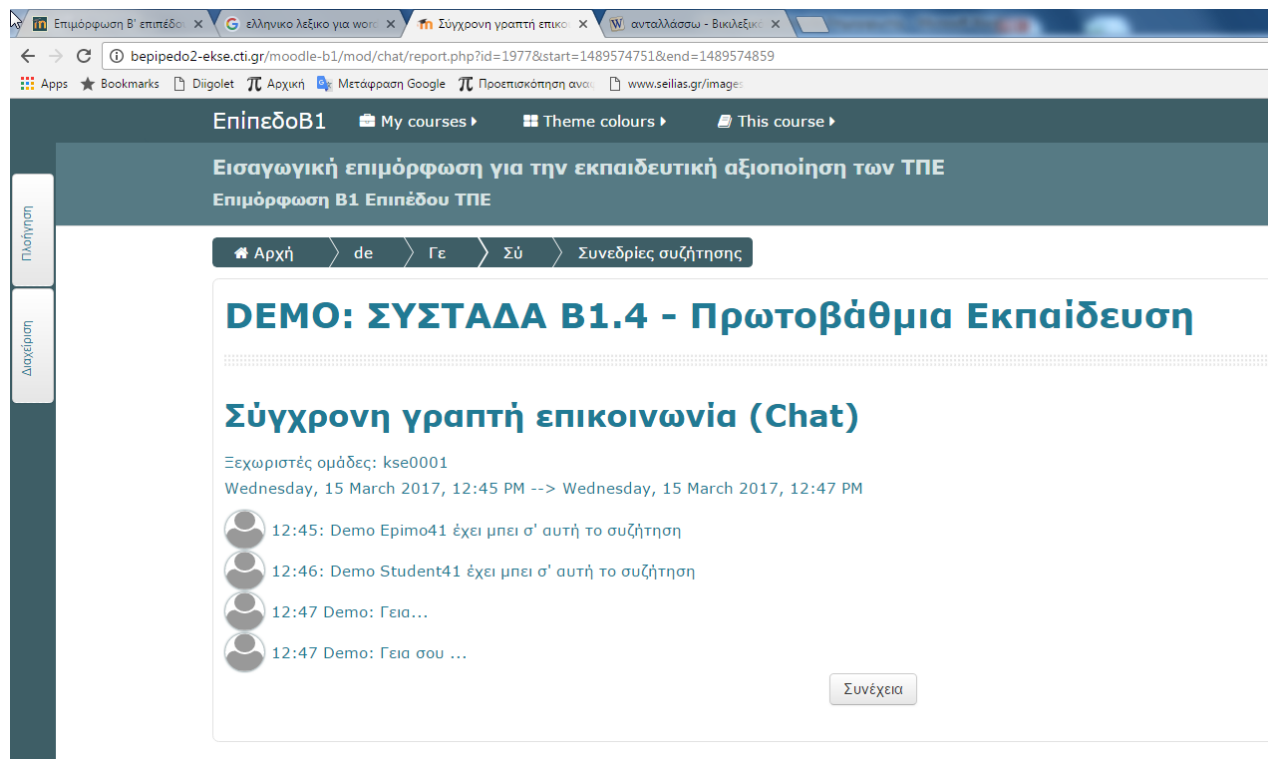 Επιμόρφωση Β' επιπέδο
ελληνικο λεξικο για word
Σύγχρονη γραπτή επικοι
ανταλλάσσω - Βικιλεξικό
bepipedo2-ekse.cti.gr/moodle-b1/mod/chat/report.php?id=1977&start=1489574751&end=1489574859
Apps Bookmarks Diigolet Αρχική Μετάφραση Google Προεπισκόπηση ανα www.seilias.gr/images
ΕπίπεδοΒ1 My courses Theme colours This course
Εισαγωγική επιμόρφωση για την εκπαιδευτική αξιοποίηση των ΤΠΕ
Επιμόρφωση Β1 Επιπέδου ΤΠΕ
Πλοήγηση
Διαχείριση
Αρχή de Γε Σύ Συνεδρίες συζήτησης
DEMO: ΣΥΣΤΑΔΑ Β1.4 - Πρωτοβάθμια Εκπαίδευση
Σύγχρονη γραπτή επικοινωνία (Chat)
Ξεχωριστές ομάδες: kse0001
Wednesday, 15 March 2017, 12:45 PM --> Wednesday, 15 March 2017, 12:47 PM
12:45: Demo Epimo41 έχει μπει σ' αυτή το συζήτηση
12:46: Demo Student41 έχει μπει σ' αυτή το συζήτηση
12:47 Demo: Γεια...
12:47 Demo: Γεια σου ...
Συνέχεια